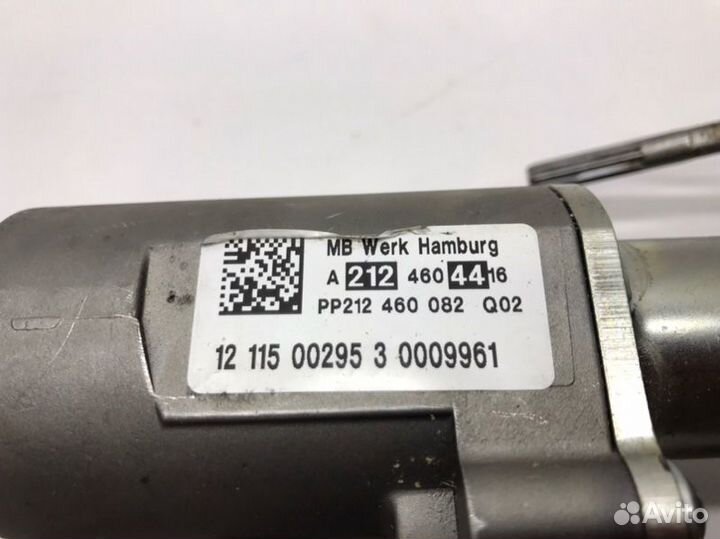 MB Werk Hamburg
A 212 460 44 16
PP212 460 082 Q02
12 115 00295 3 0009961
Avito